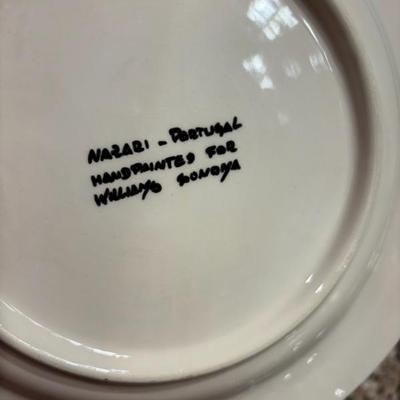 NAZARI - PORTUGAL
HANDPAINTED FOR
WILLIAMS SONOMA